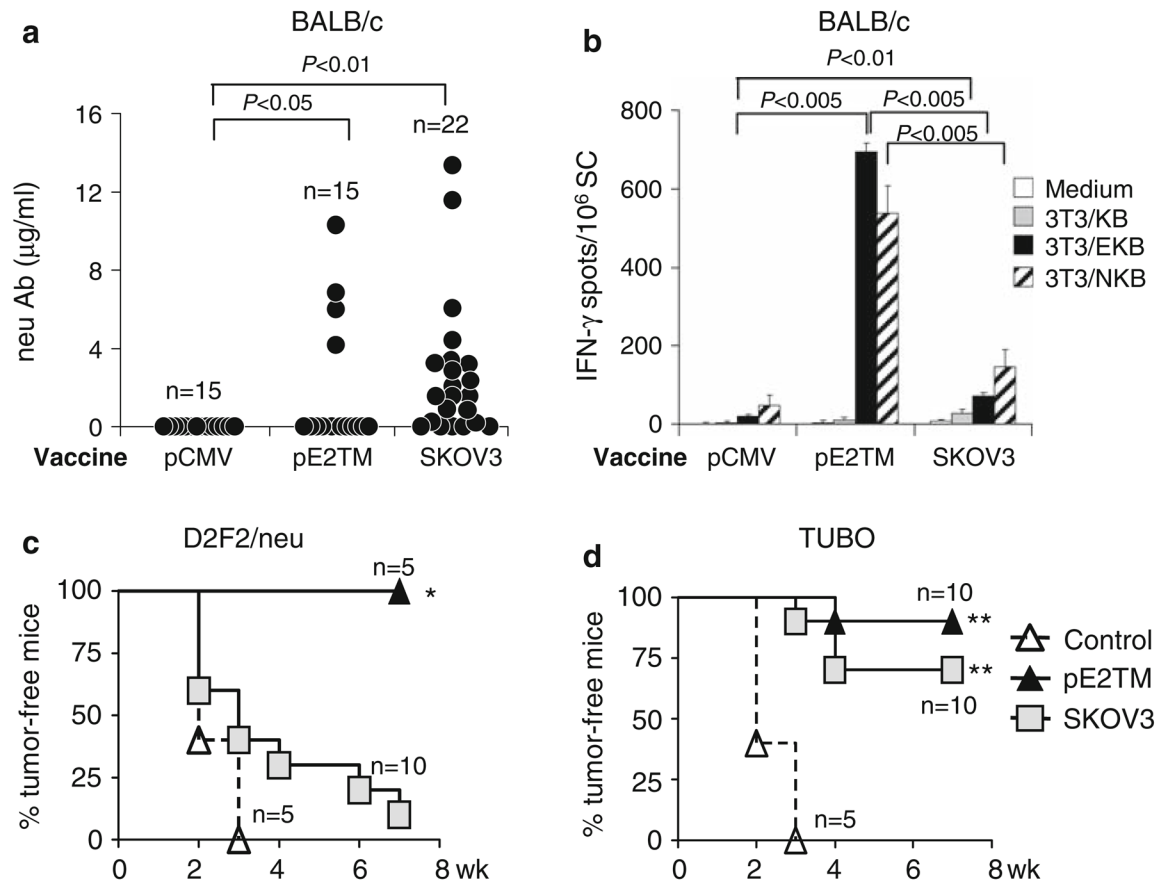 a
BALB/c
P<0.01
P<0.05
16
12
8
4
0
neu Ab (μg/ml)
n=22
n=15
n=15
Vaccine pCMV pE2TM SKOV3
b
BALB/c
P<0.01
P<0.005
P<0.005
P<0.005
800
600
400
200
0
IFN-γ spots/10⁶ SC
Medium
3T3/KB
3T3/EKB
3T3/NKB
Vaccine pCMV pE2TM SKOV3
c
D2F2/neu
n=5
*
100
75
50
25
0
% tumor-free mice
n=10
n=5
0 2 4 6 8 wk
d
TUBO
n=10
**
**
n=10
100
75
50
25
0
% tumor-free mice
n=5
0 2 4 6 8 wk
Control
pE2TM
SKOV3